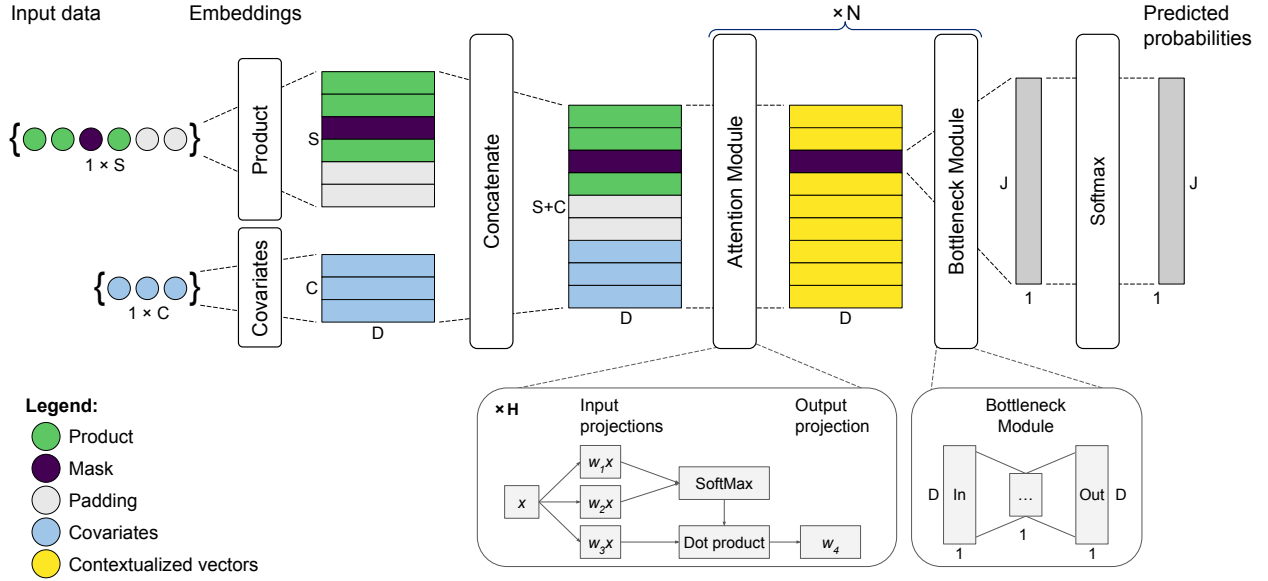 Input data
Embeddings
× N
Predicted
probabilities
1 × S
Product
S
Concatenate
S+C
D
Attention Module
D
Bottleneck Module
J
1
Softmax
J
1
1 × C
Covariates
C
D
Legend:
Product
Mask
Padding
Covariates
Contextualized vectors
× H
Input
projections
Output
projection
x
w₁x
w₂x
w₃x
SoftMax
Dot product
w₄
Bottleneck
Module
D
In
1
...
1
Out
D
1